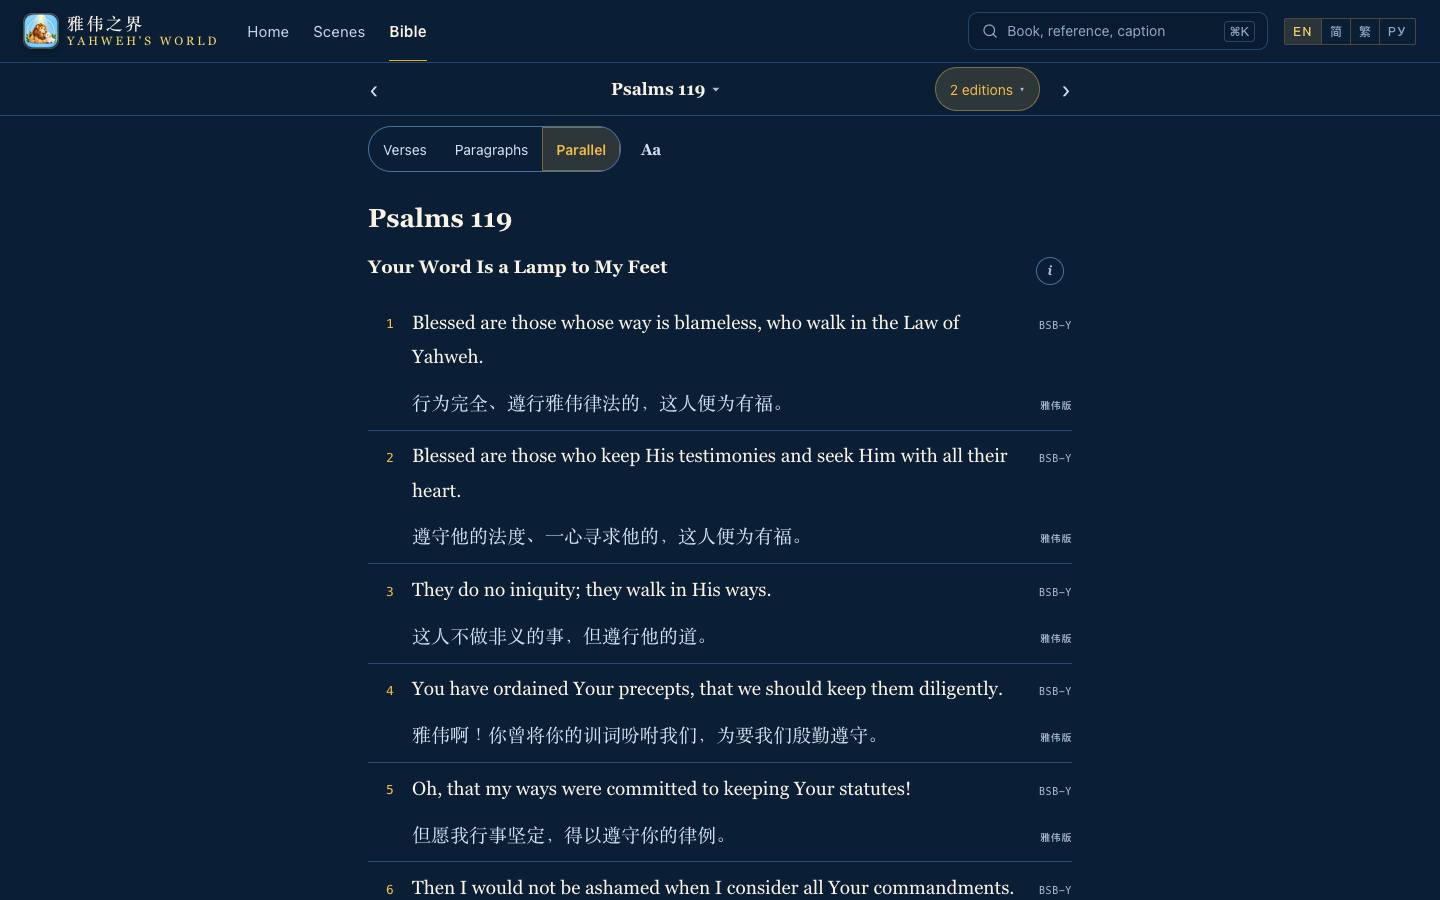 雅伟之界
YAHWEH'S WORLD
Home
Scenes
Bible
Book, reference, caption
⌘K
EN
简
繁
РУ
‹
Psalms 119
2 editions
›
Verses
Paragraphs
Parallel
Aa
Psalms 119
Your Word Is a Lamp to My Feet
i
1 Blessed are those whose way is blameless, who walk in the Law of BSB-Y
Yahweh.
行为完全、遵行雅伟律法的，这人便为有福。 雅伟版
2 Blessed are those who keep His testimonies and seek Him with all their BSB-Y
heart.
遵守他的法度、一心寻求他的，这人便为有福。 雅伟版
3 They do no iniquity; they walk in His ways. BSB-Y
这人不做非义的事，但遵行他的道。 雅伟版
4 You have ordained Your precepts, that we should keep them diligently. BSB-Y
雅伟啊！你曾将你的训词吩咐我们，为要我们殷勤遵守。 雅伟版
5 Oh, that my ways were committed to keeping Your statutes! BSB-Y
但愿我行事坚定，得以遵守你的律例。 雅伟版
6 Then I would not be ashamed when I consider all Your commandments. BSB-Y